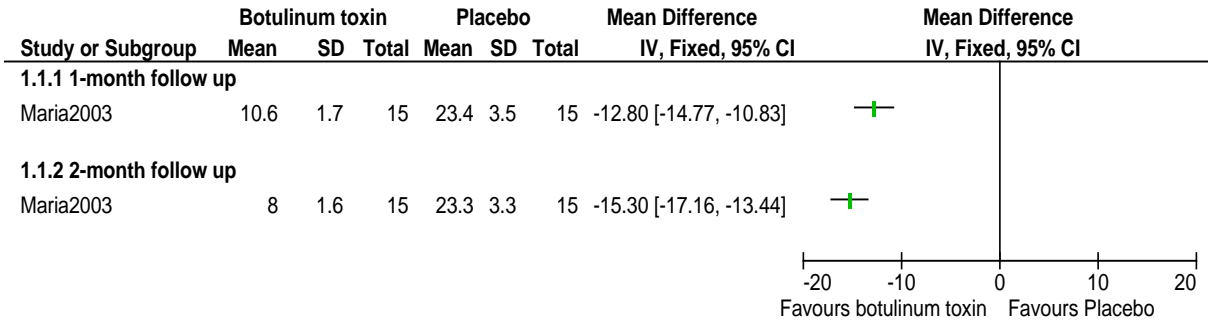 Botulinum toxin Placebo Mean Difference Mean Difference
Study or Subgroup Mean SD Total Mean SD Total IV, Fixed, 95% CI IV, Fixed, 95% CI
1.1.1 1-month follow up
Maria2003 10.6 1.7 15 23.4 3.5 15 -12.80 [-14.77, -10.83]
1.1.2 2-month follow up
Maria2003 8 1.6 15 23.3 3.3 15 -15.30 [-17.16, -13.44]
-20 -10 0 10 20
Favours botulinum toxin Favours Placebo